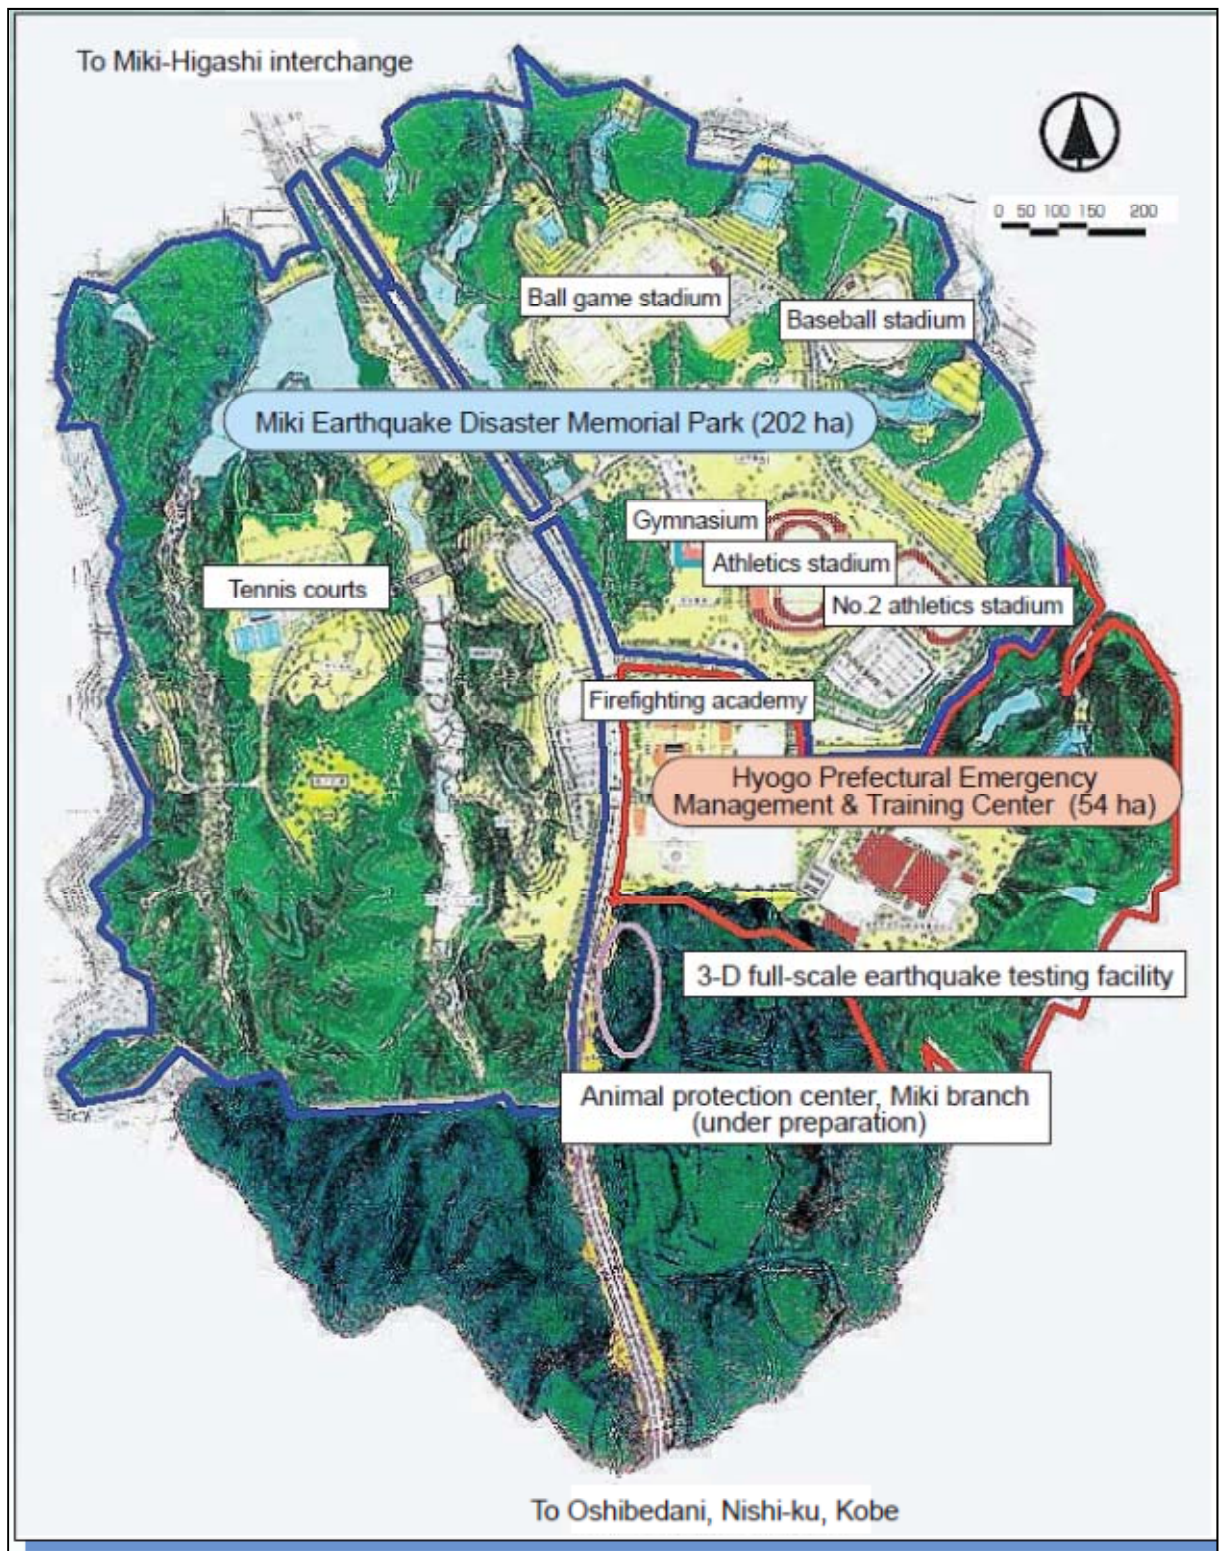 To Miki-Higashi interchange
0 50 100 150 200
Ball game stadium
Baseball stadium
Miki Earthquake Disaster Memorial Park (202 ha)
Gymnasium
Athletics stadium
Tennis courts
No.2 athletics stadium
Firefighting academy
Hyogo Prefectural Emergency
Management & Training Center (54 ha)
3-D full-scale earthquake testing facility
Animal protection center, Miki branch
(under preparation)
To Oshibedani, Nishi-ku, Kobe